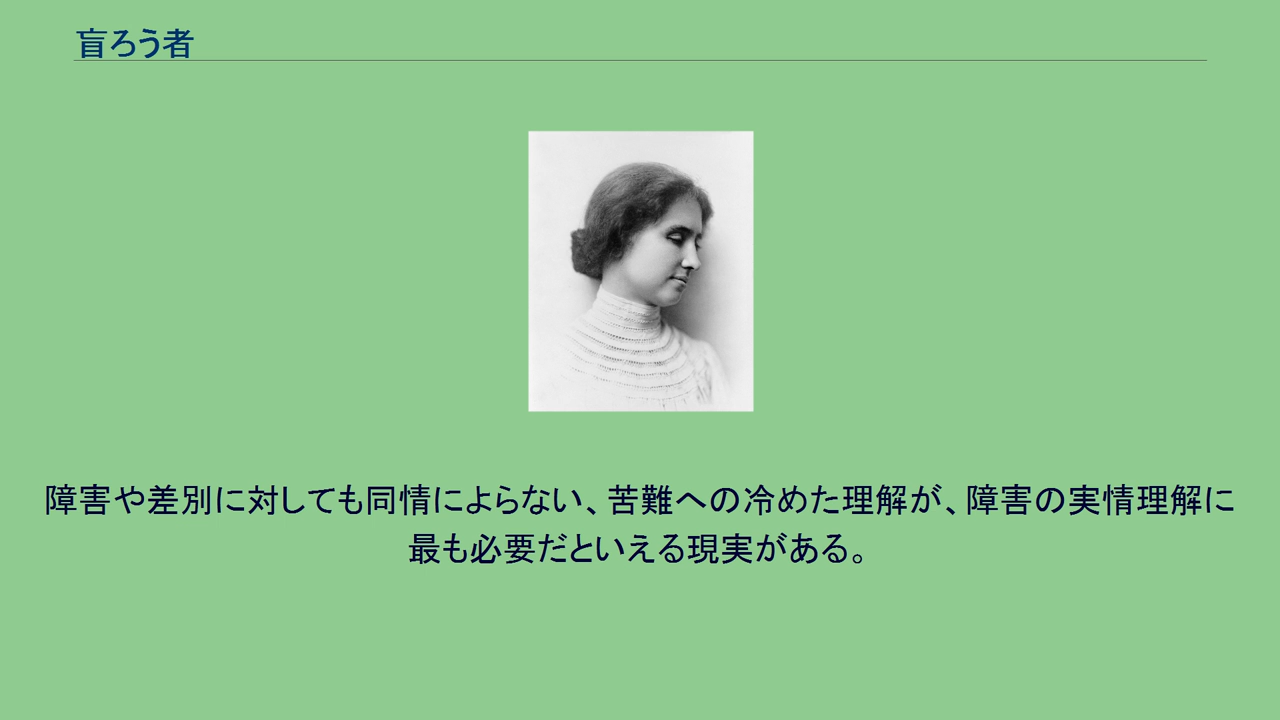 盲ろう者
障害や差別に対しても同情によらない、苦難への冷めた理解が、障害の実情理解に
最も必要だといえる現実がある。